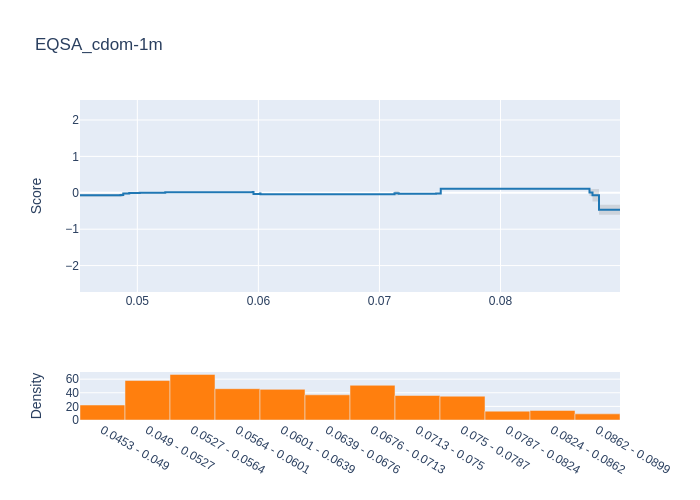 EQSA_cdom-1m
Score
2
1
0
−1
−2
0.05
0.06
0.07
0.08
Density
60
40
20
0
0.0453 - 0.049
0.049 - 0.0527
0.0527 - 0.0564
0.0564 - 0.0601
0.0601 - 0.0639
0.0639 - 0.0676
0.0676 - 0.0713
0.0713 - 0.075
0.075 - 0.0787
0.0787 - 0.0824
0.0824 - 0.0862
0.0862 - 0.0899